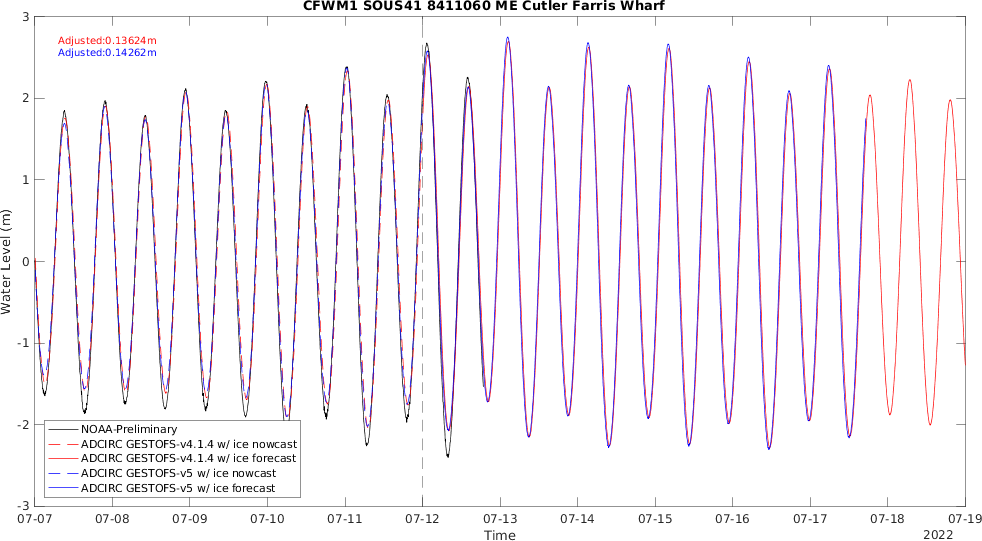 CFWM1 SOUS41 8411060 ME Cutler Farris Wharf
3
Adjusted:0.13624m
Adjusted:0.14262m
2
1
0
-1
-2
-3
Water Level (m)
NOAA-Preliminary
ADCIRC GESTOFS-v4.1.4 w/ ice nowcast
ADCIRC GESTOFS-v4.1.4 w/ ice forecast
ADCIRC GESTOFS-v5 w/ ice nowcast
ADCIRC GESTOFS-v5 w/ ice forecast
07-07 07-08 07-09 07-10 07-11 07-12 07-13 07-14 07-15 07-16 07-17 07-18 07-19
Time
2022